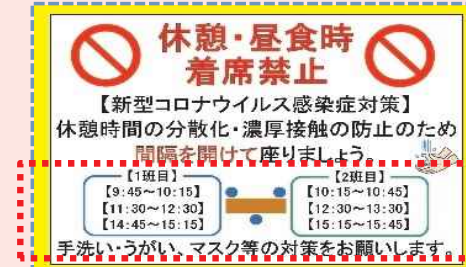 休憩・昼食時
着席禁止
【新型コロナウイルス感染症対策】
休憩時間の分散化・濃厚接触の防止のため
間隔を開けて座りましょう。
【1班目】
【9:45～10:15】
【11:30～12:30】
【14:45～15:15】
【2班目】
【10:15～10:45】
【12:30～13:30】
【15:15～15:45】
手洗い・うがい、マスク等の対策をお願いします。